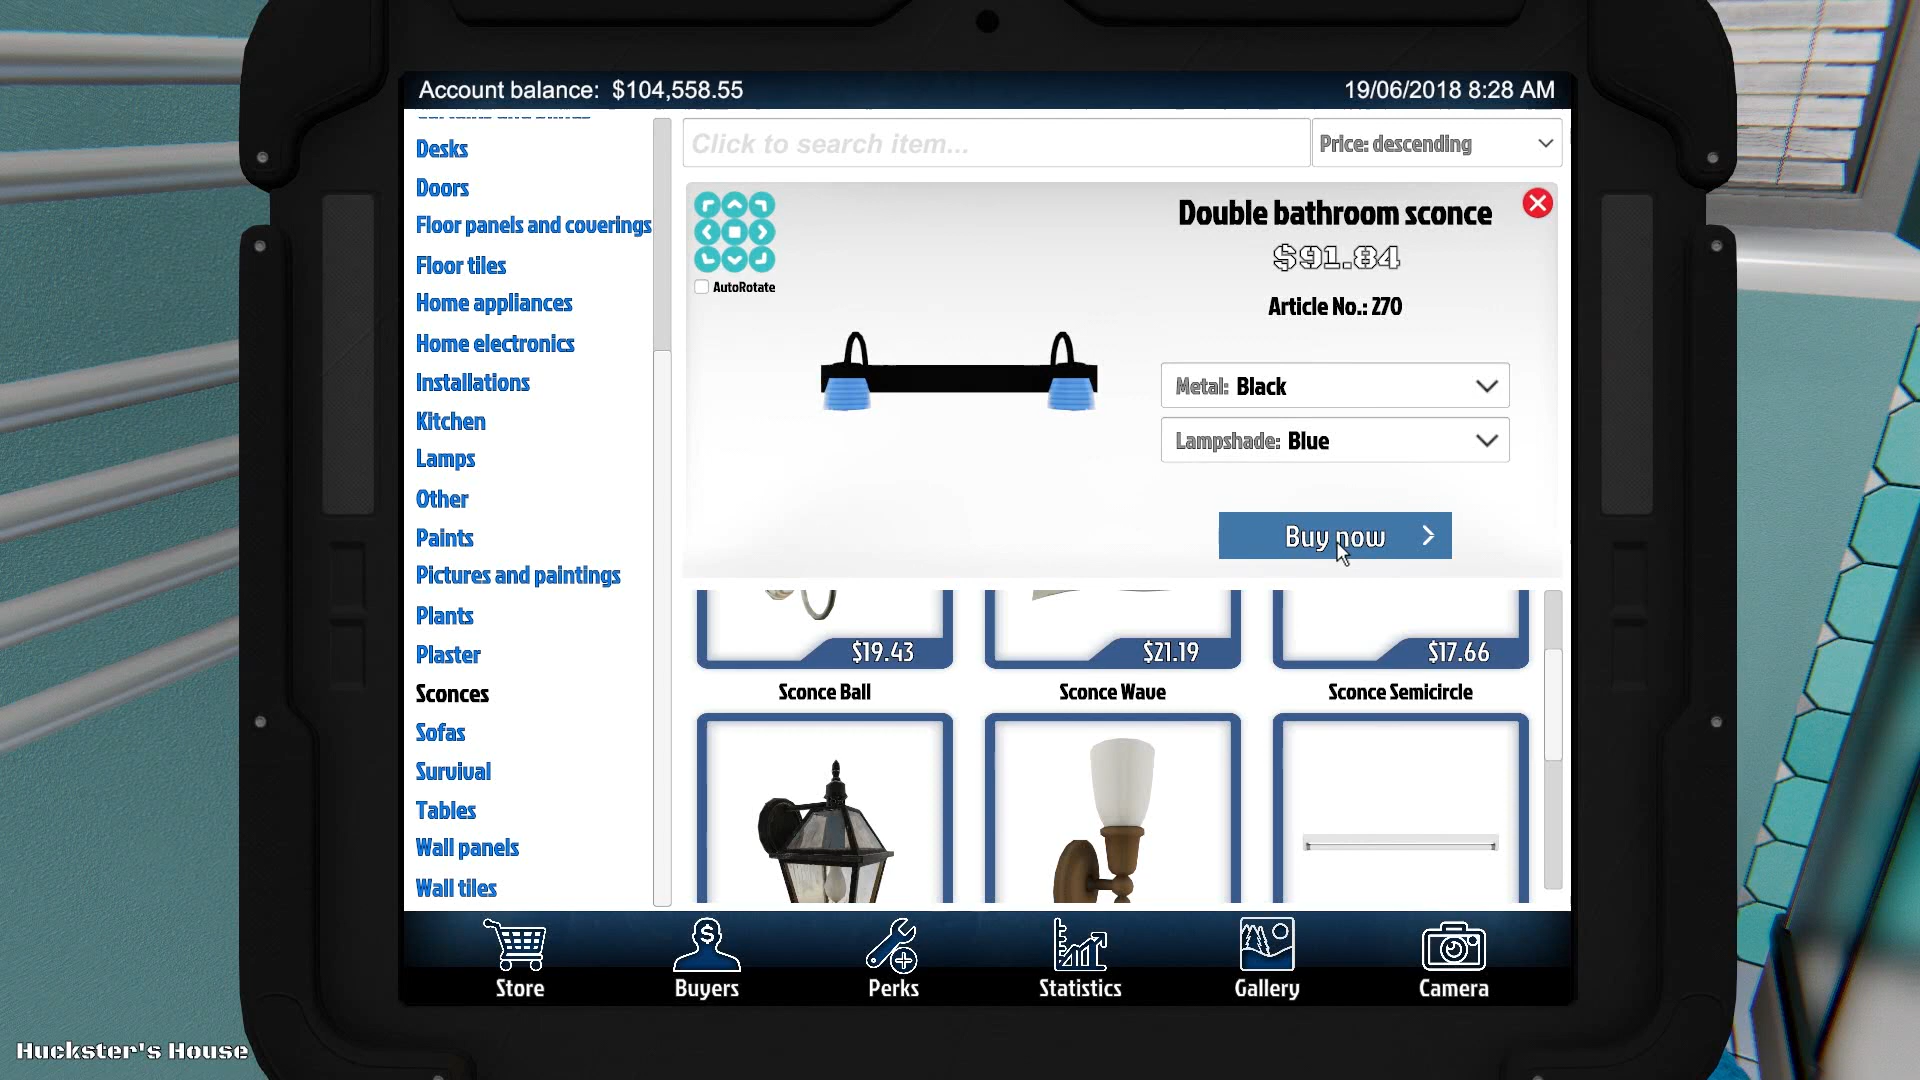 Account balance: $104,558.55
19/06/2018 8:28 AM
Desks
Doors
Floor panels and coverings
Floor tiles
Home appliances
Home electronics
Installations
Kitchen
Lamps
Other
Paints
Pictures and paintings
Plants
Plaster
Sconces
Sofas
Survival
Tables
Wall panels
Wall tiles
Click to search item...
Price: descending
AutoRotate
Double bathroom sconce
$91.84
Article No.: 270
Metal: Black
Lampshade: Blue
Buy now
$19.43
$21.19
$17.66
Sconce Ball
Sconce Wave
Sconce Semicircle
Store
Buyers
Perks
Statistics
Gallery
Camera
Huckster's House